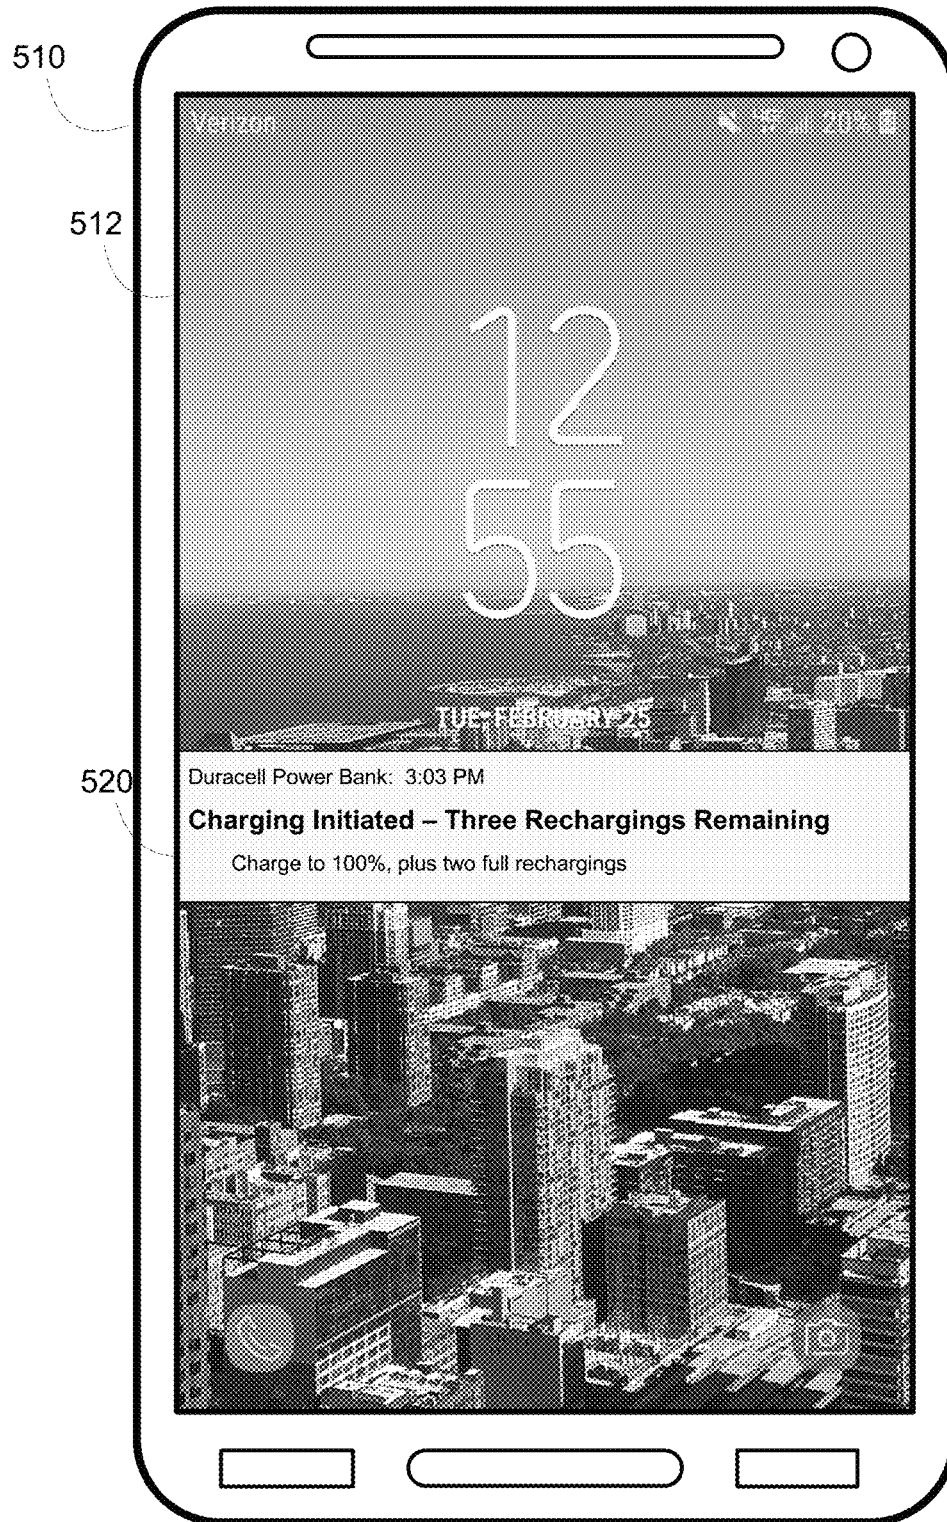 510
Verizon
20%
512
12
55
TUE, FEBRUARY 25
520
Duracell Power Bank: 3:03 PM
Charging Initiated – Three Rechargings Remaining
Charge to 100%, plus two full rechargings